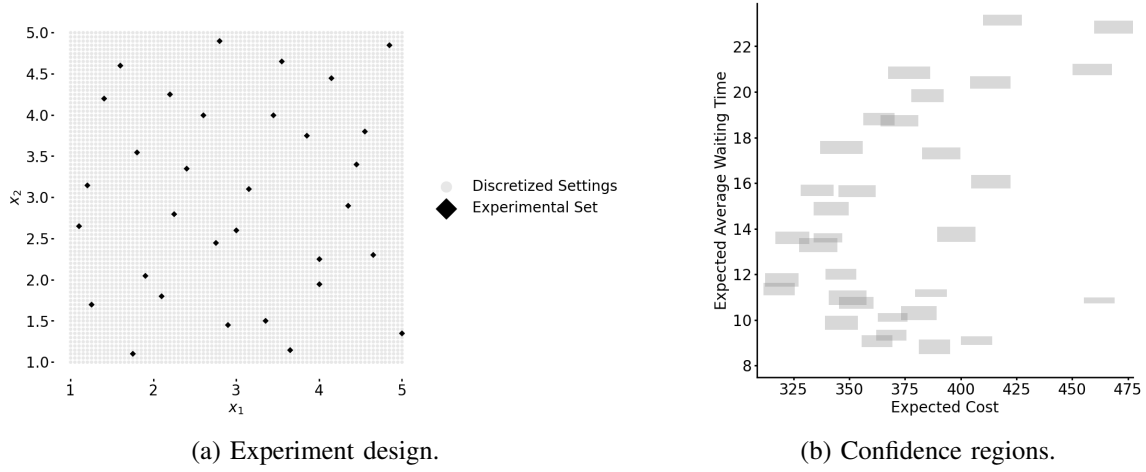 5.0
4.5
4.0
3.5
3.0
2.5
2.0
1.5
1.0
x₂
1 2 3 4 5
x₁
Discretized Settings
Experimental Set
(a) Experiment design.
22
20
18
16
14
12
10
8
Expected Average Waiting Time
325 350 375 400 425 450 475
Expected Cost
(b) Confidence regions.